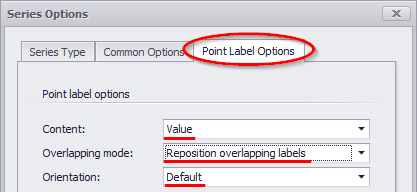 Series Options
Series Type Common Options Point Label Options
Point label options
Content: Value
Overlapping mode: Reposition overlapping labels
Orientation: Default